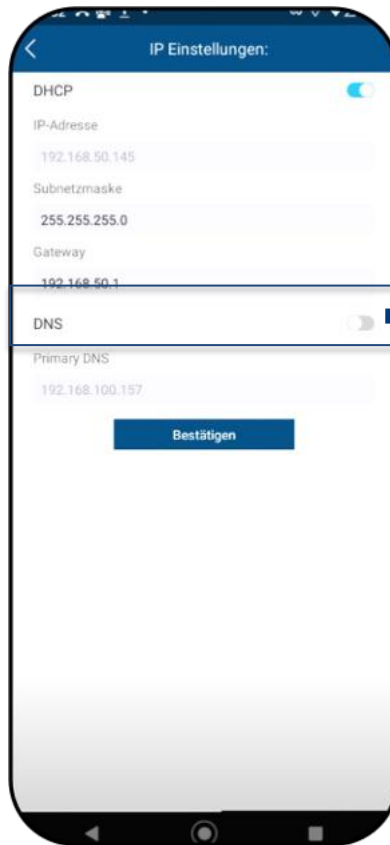 IP Einstellungen:
DHCP
IP-Adresse
192.168.50.145
Subnetzmaske
255.255.255.0
Gateway
192.168.50.1
DNS
Primary DNS
192.168.100.157
Bestätigen